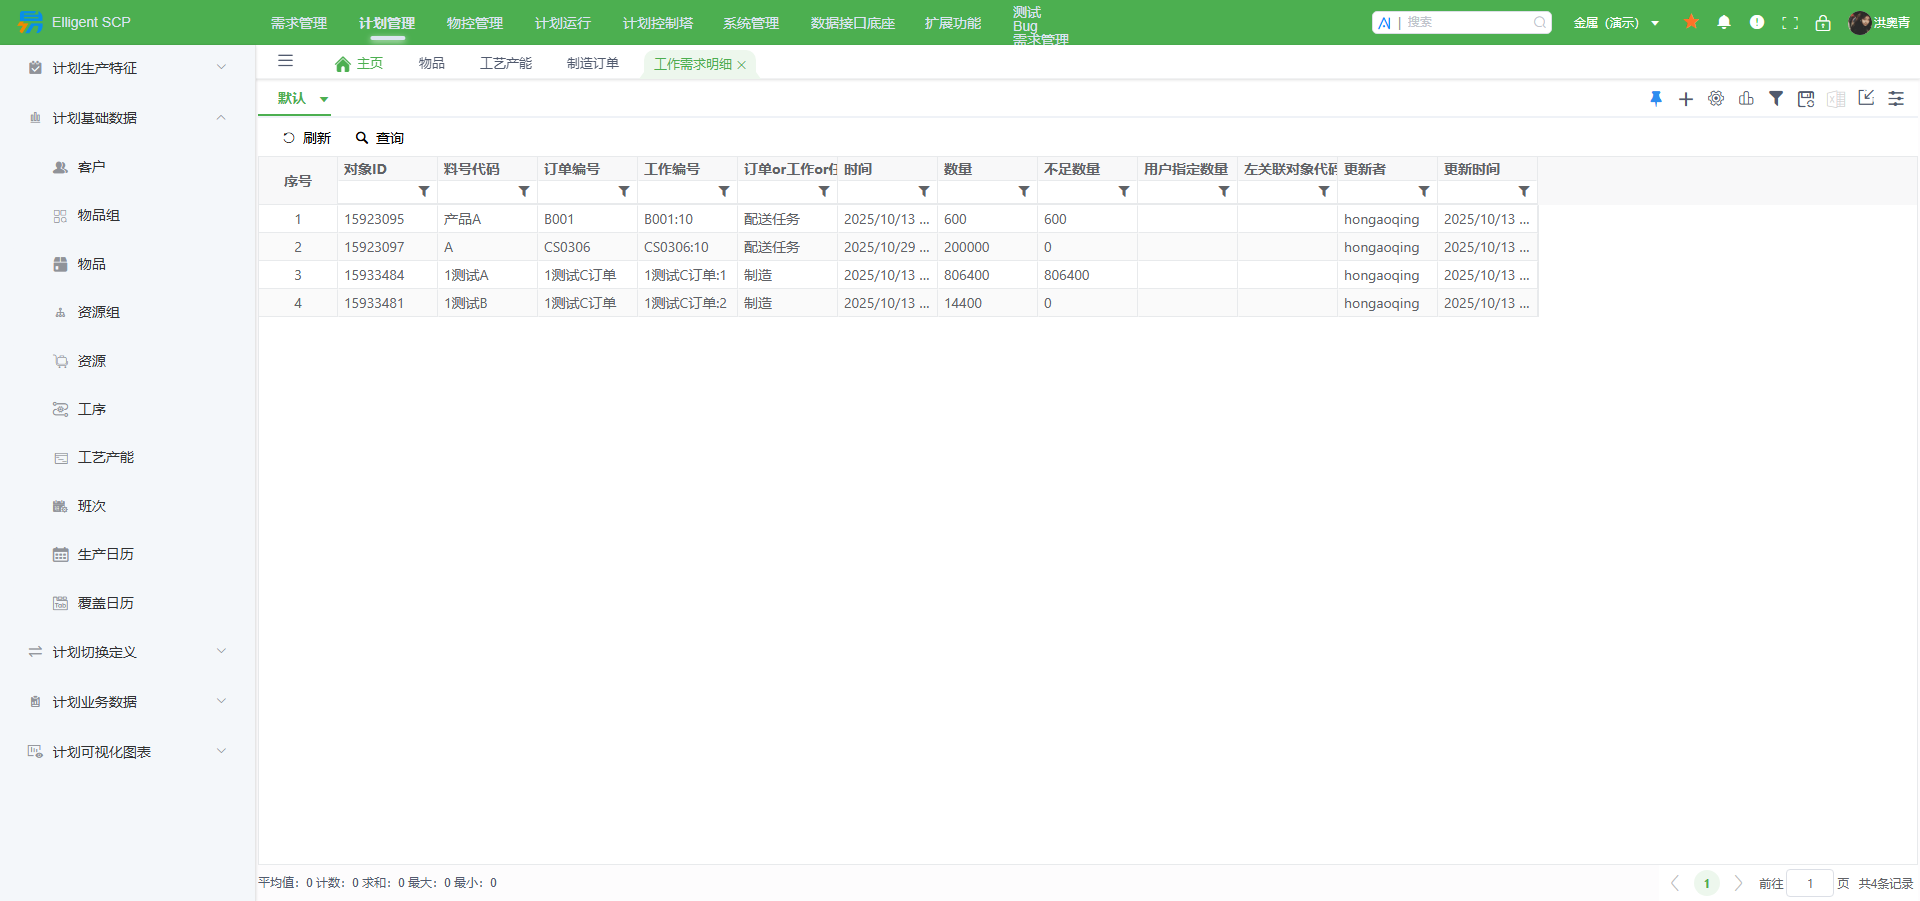 Elligent SCP
需求管理 计划管理 物控管理 计划运行 计划控制塔 系统管理 数据接口底座 扩展功能
测试
Bug
需求管理
搜索
金属（演示）
洪奥青
计划生产特征
计划基础数据
客户
物品组
物品
资源组
资源
工序
工艺产能
班次
生产日历
覆盖日历
计划切换定义
计划业务数据
计划可视化图表
主页 物品 工艺产能 制造订单 工作需求明细
默认
刷新 查询
序号 对象ID 料号代码 订单编号 工作编号 订单or工作or任 时间 数量 不足数量 用户指定数量 左关联对象代码 更新者 更新时间
1 15923095 产品A B001 B001:10 配送任务 2025/10/13 ... 600 600 hongaoqing 2025/10/13 ...
2 15923097 A CS0306 CS0306:10 配送任务 2025/10/29 ... 200000 0 hongaoqing 2025/10/13 ...
3 15933484 1测试A 1测试C订单 1测试C订单:1 制造 2025/10/13 ... 806400 806400 hongaoqing 2025/10/13 ...
4 15933481 1测试B 1测试C订单 1测试C订单:2 制造 2025/10/13 ... 14400 0 hongaoqing 2025/10/13 ...
平均值：0 计数：0 求和：0 最大：0 最小：0
1 前往 1 页 共4条记录